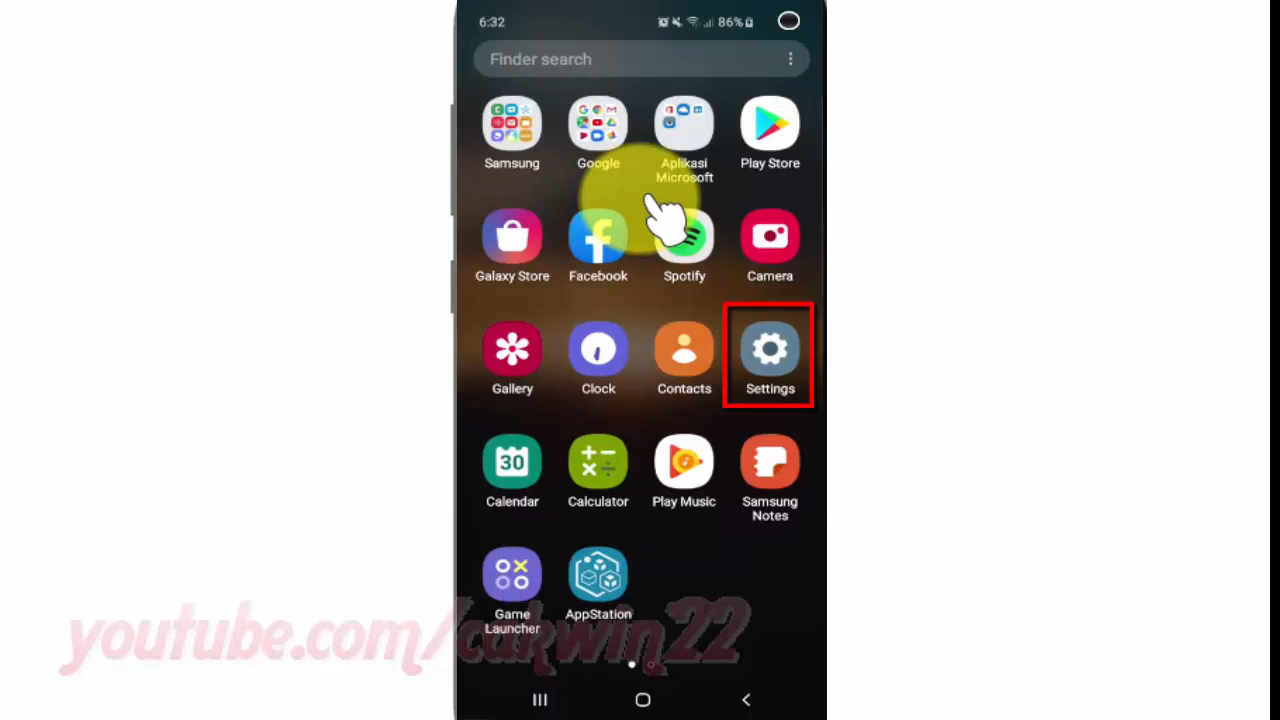 6:32 86%
Finder search
Samsung Google Aplikasi Microsoft Play Store
Galaxy Store Facebook Spotify Camera
Gallery Clock Contacts Settings
30
Calendar Calculator Play Music Samsung Notes
Game Launcher AppStation
youtube.com/cakwin22